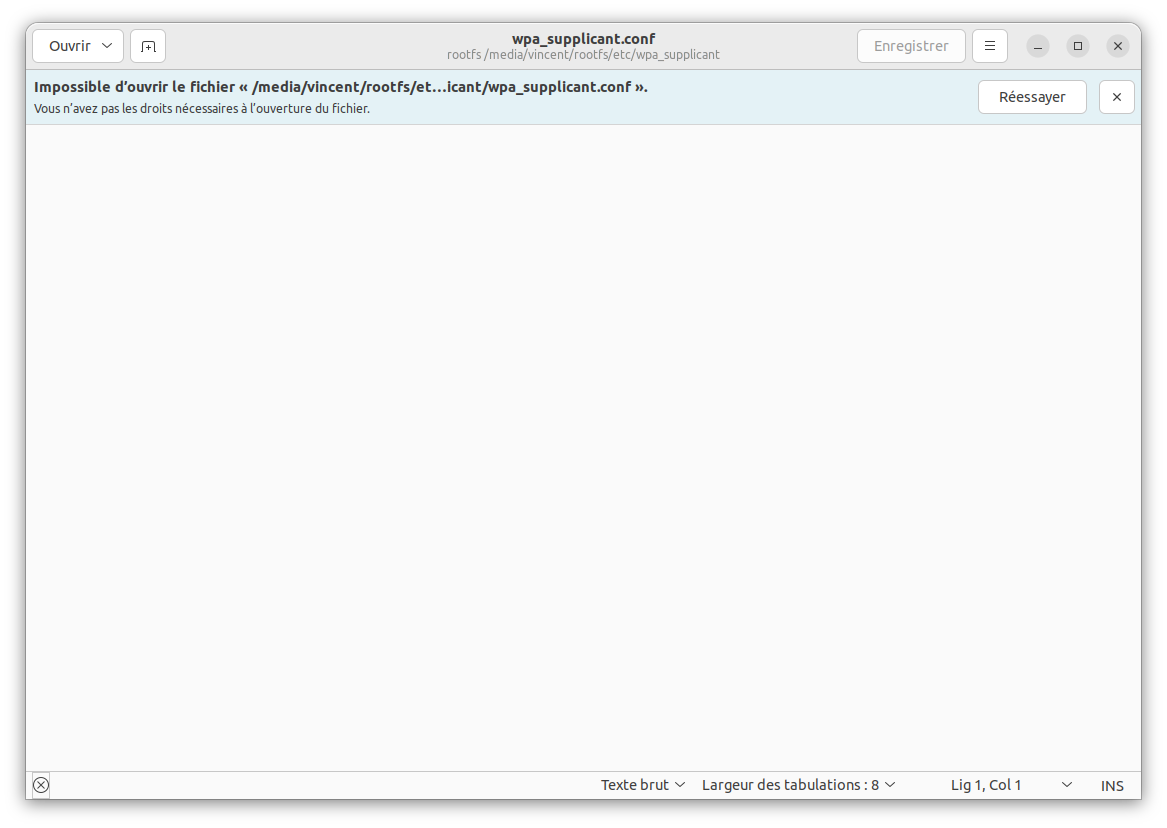 Ouvrir
wpa_supplicant.conf
rootfs /media/vincent/rootfs/etc/wpa_supplicant
Enregistrer
Impossible d’ouvrir le fichier « /media/vincent/rootfs/et…icant/wpa_supplicant.conf ».
Vous n’avez pas les droits nécessaires à l’ouverture du fichier.
Réessayer
Texte brut
Largeur des tabulations : 8
Lig 1, Col 1
INS